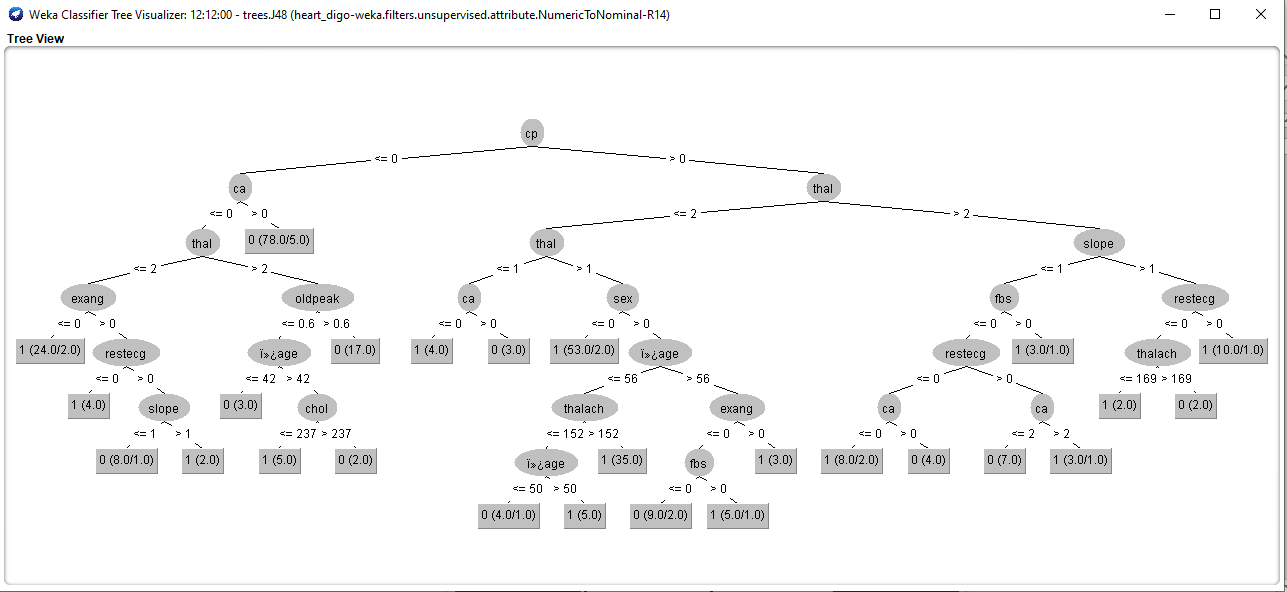 Weka Classifier Tree Visualizer: 12:12:00 - trees.J48 (heart_digo-weka.filters.unsupervised.attribute.NumericToNominal-R14)
Tree View
cp
<= 0 > 0
ca thal
<= 0 > 0 <= 2 > 2
thal 0 (78.0/5.0) thal slope
<= 2 > 2 <= 1 > 1 <= 1 > 1
exang oldpeak ca sex fbs restecg
<= 0 > 0 <= 0.6 > 0.6 <= 0 > 0 <= 0 > 0 <= 0 > 0 <= 0 > 0
1 (24.0/2.0) restecg ï»¿age 0 (17.0) 1 (4.0) 0 (3.0) 1 (53.0/2.0) ï»¿age restecg 1 (3.0/1.0) thalach 1 (10.0/1.0)
<= 0 > 0 <= 42 > 42 <= 56 > 56 <= 0 > 0 <= 169 > 169
1 (4.0) slope 0 (3.0) chol thalach exang ca ca 1 (2.0) 0 (2.0)
<= 1 > 1 <= 237 > 237 <= 152 > 152 <= 0 > 0 <= 0 > 0 <= 2 > 2
0 (8.0/1.0) 1 (2.0) 1 (5.0) 0 (2.0) ï»¿age 1 (35.0) fbs 1 (3.0) 1 (8.0/2.0) 0 (4.0) 0 (7.0) 1 (3.0/1.0)
<= 50 > 50 <= 0 > 0
0 (4.0/1.0) 1 (5.0) 0 (9.0/2.0) 1 (5.0/1.0)